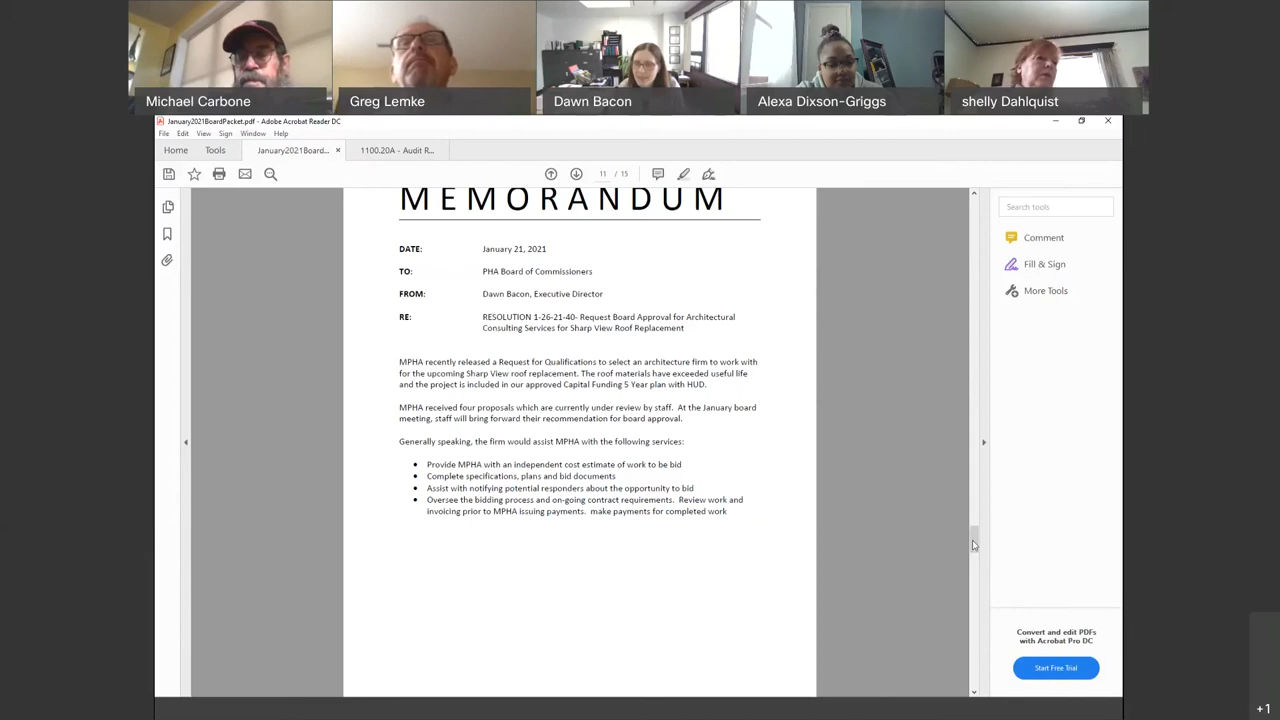 Michael Carbone
Greg Lemke
Dawn Bacon
Alexa Dixson-Griggs
shelly Dahlquist
January2021BoardPacket.pdf - Adobe Acrobat Reader DC
File Edit View Sign Window Help
Home Tools January2021Board... × 1100.20A - Audit R...
11 / 15
MEMORANDUM
Search tools
Comment
Fill & Sign
More Tools
DATE: January 21, 2021
TO: PHA Board of Commissioners
FROM: Dawn Bacon, Executive Director
RE: RESOLUTION 1-26-21-40- Request Board Approval for Architectural
Consulting Services for Sharp View Roof Replacement
MPHA recently released a Request for Qualifications to select an architecture firm to work with
for the upcoming Sharp View roof replacement. The roof materials have exceeded useful life
and the project is included in our approved Capital Funding 5 Year plan with HUD.
MPHA received four proposals which are currently under review by staff. At the January board
meeting, staff will bring forward their recommendation for board approval.
Generally speaking, the firm would assist MPHA with the following services:
• Provide MPHA with an independent cost estimate of work to be bid
• Complete specifications, plans and bid documents
• Assist with notifying potential responders about the opportunity to bid
• Oversee the bidding process and on-going contract requirements. Review work and
invoicing prior to MPHA issuing payments. make payments for completed work
Convert and edit PDFs
with Acrobat Pro DC
Start Free Trial
+1